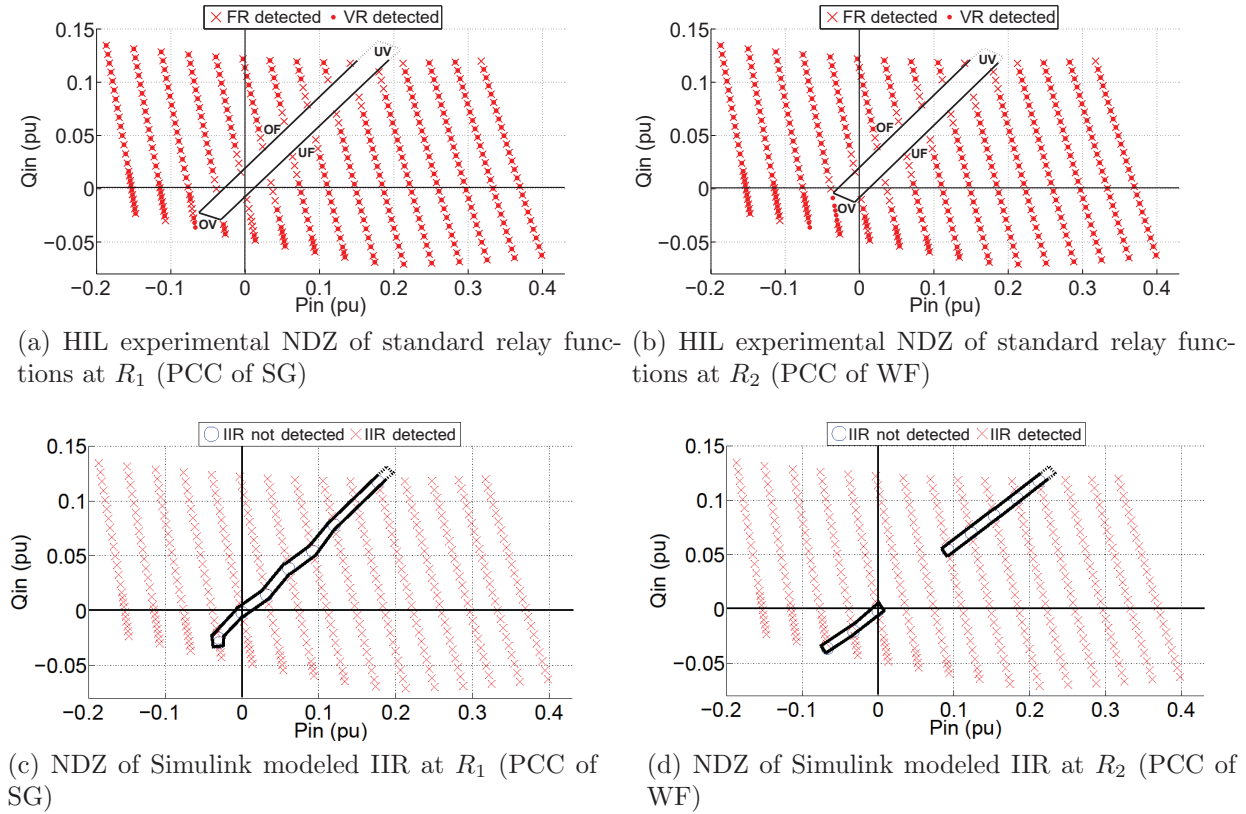 × FR detected • VR detected
0.15
0.1
0.05
0
−0.05
Qin (pu)
UV
OF
UF
OV
−0.2 −0.1 0 0.1 0.2 0.3 0.4
Pin (pu)
(a) HIL experimental NDZ of standard relay func-
tions at R1 (PCC of SG)
× FR detected • VR detected
0.15
0.1
0.05
0
−0.05
Qin (pu)
UV
OF
UF
OV
−0.2 −0.1 0 0.1 0.2 0.3 0.4
Pin (pu)
(b) HIL experimental NDZ of standard relay func-
tions at R2 (PCC of WF)
IIR not detected × IIR detected
0.15
0.1
0.05
0
−0.05
Qin (pu)
−0.2 −0.1 0 0.1 0.2 0.3 0.4
Pin (pu)
(c) NDZ of Simulink modeled IIR at R1 (PCC of
SG)
IIR not detected × IIR detected
0.15
0.1
0.05
0
−0.05
Qin (pu)
−0.2 −0.1 0 0.1 0.2 0.3 0.4
Pin (pu)
(d) NDZ of Simulink modeled IIR at R2 (PCC of
WF)